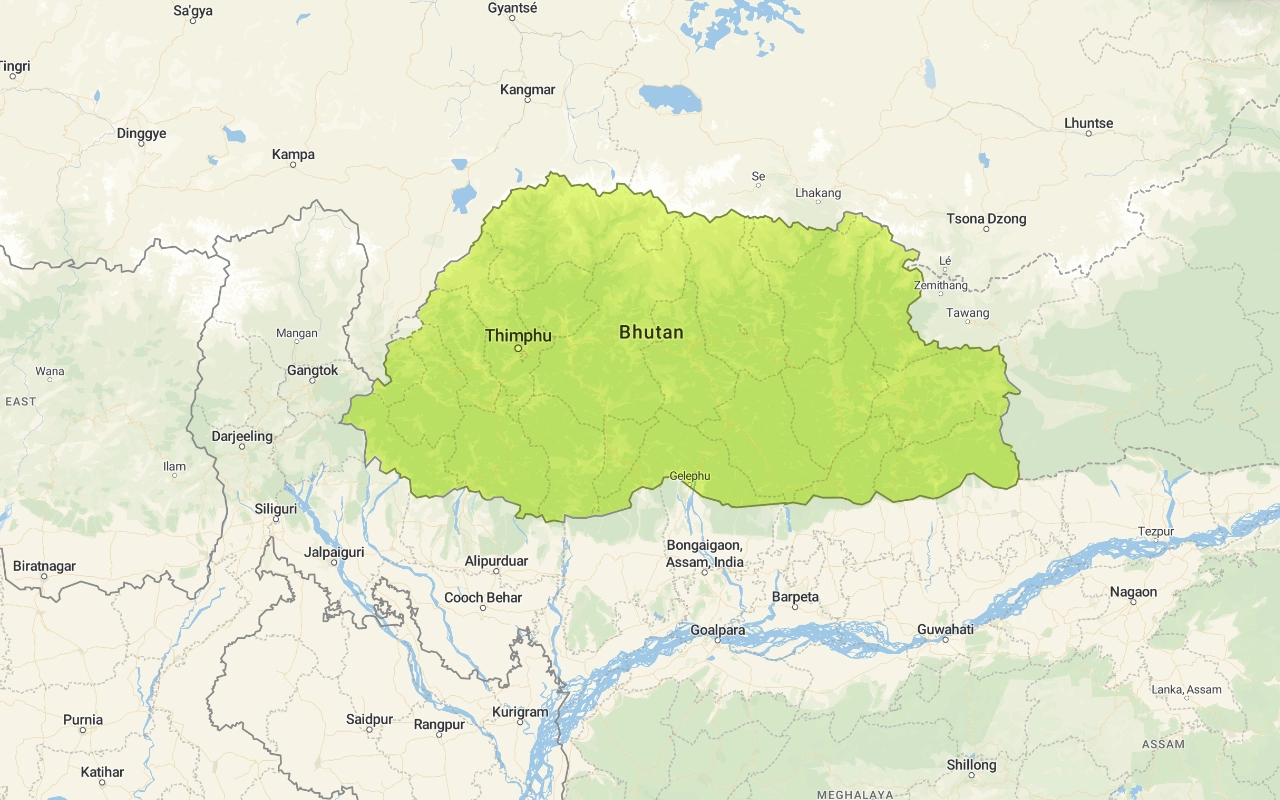 Sa'gya
Gyantsé
Tingri
Kangmar
Dinggye
Lhuntse
Kampa
Se
Lhakang
Tsona Dzong
Lé
Zemithang
Tawang
Mangan
Thimphu
Bhutan
Wana
Gangtok
EAST
Darjeeling
Ilam
Gelephu
Siliguri
Tezpur
Jalpaiguri
Bongaigaon,
Assam, India
Biratnagar
Alipurduar
Cooch Behar
Barpeta
Nagaon
Goalpara
Guwahati
Lanka, Assam
Purnia
Saidpur
Rangpur
Kurigram
ASSAM
Katihar
Shillong
MEGHALAYA